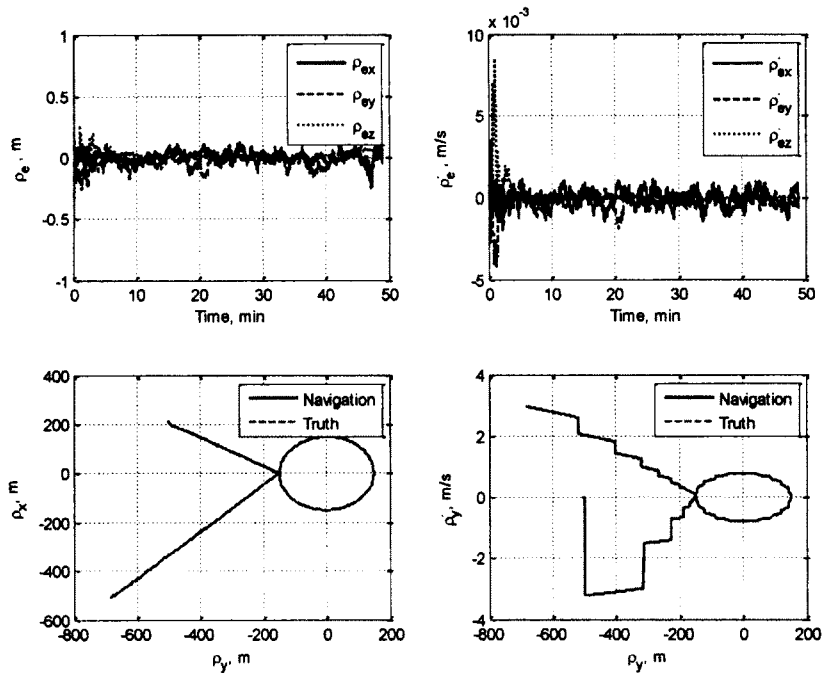 1
0.5
0
-0.5
-1
ρe, m
0 10 20 30 40 50
Time, min
ρex
ρey
ρez
x 10-3
10
5
0
-5
ρ̇e, m/s
0 10 20 30 40 50
Time, min
ρ̇ex
ρ̇ey
ρ̇ez
400
200
0
-200
-400
-600
ρx, m
-800 -600 -400 -200 0 200
ρy, m
Navigation
Truth
4
2
0
-2
-4
ρ̇y, m/s
-800 -600 -400 -200 0 200
ρy, m
Navigation
Truth